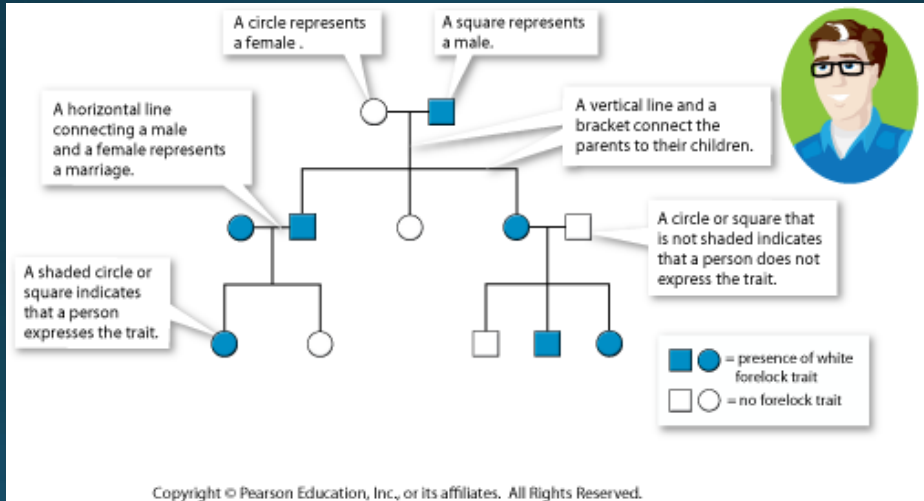 A circle represents
a female .
A square represents
a male.
A horizontal line
connecting a male
and a female represents
a marriage.
A vertical line and a
bracket connect the
parents to their children.
A shaded circle or
square indicates
that a person
expresses the trait.
A circle or square that
is not shaded indicates
that a person does not
express the trait.
= presence of white
forelock trait
= no forelock trait
Copyright © Pearson Education, Inc., or its affiliates. All Rights Reserved.